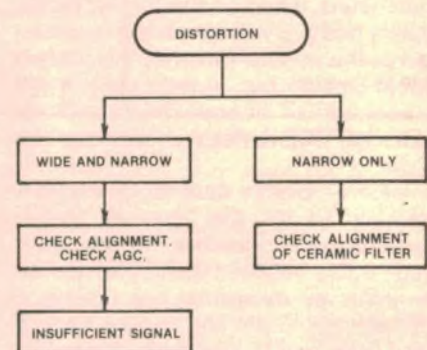 DISTORTION
WIDE AND NARROW
NARROW ONLY
CHECK ALIGNMENT.
CHECK AGC.
CHECK ALIGNMENT
OF CERAMIC FILTER
INSUFFICIENT SIGNAL